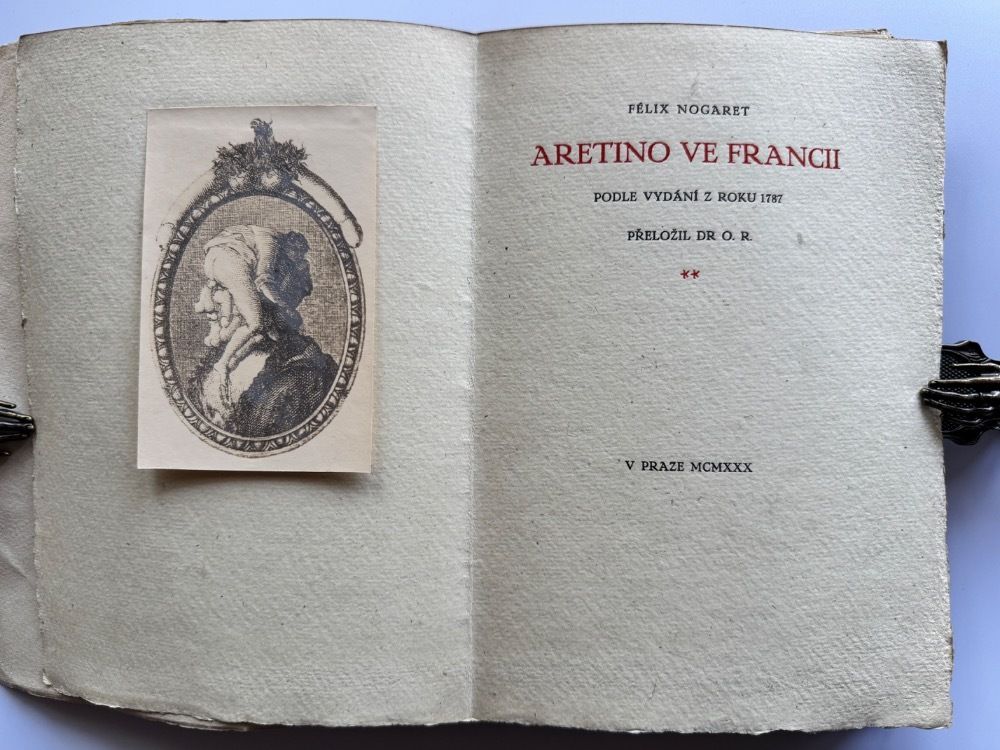 FÉLIX NOGARET
ARETINO VE FRANCII
PODLE VYDÁNÍ Z ROKU 1787
PŘELOŽIL DR O. R.
**
V PRAZE MCMXXX